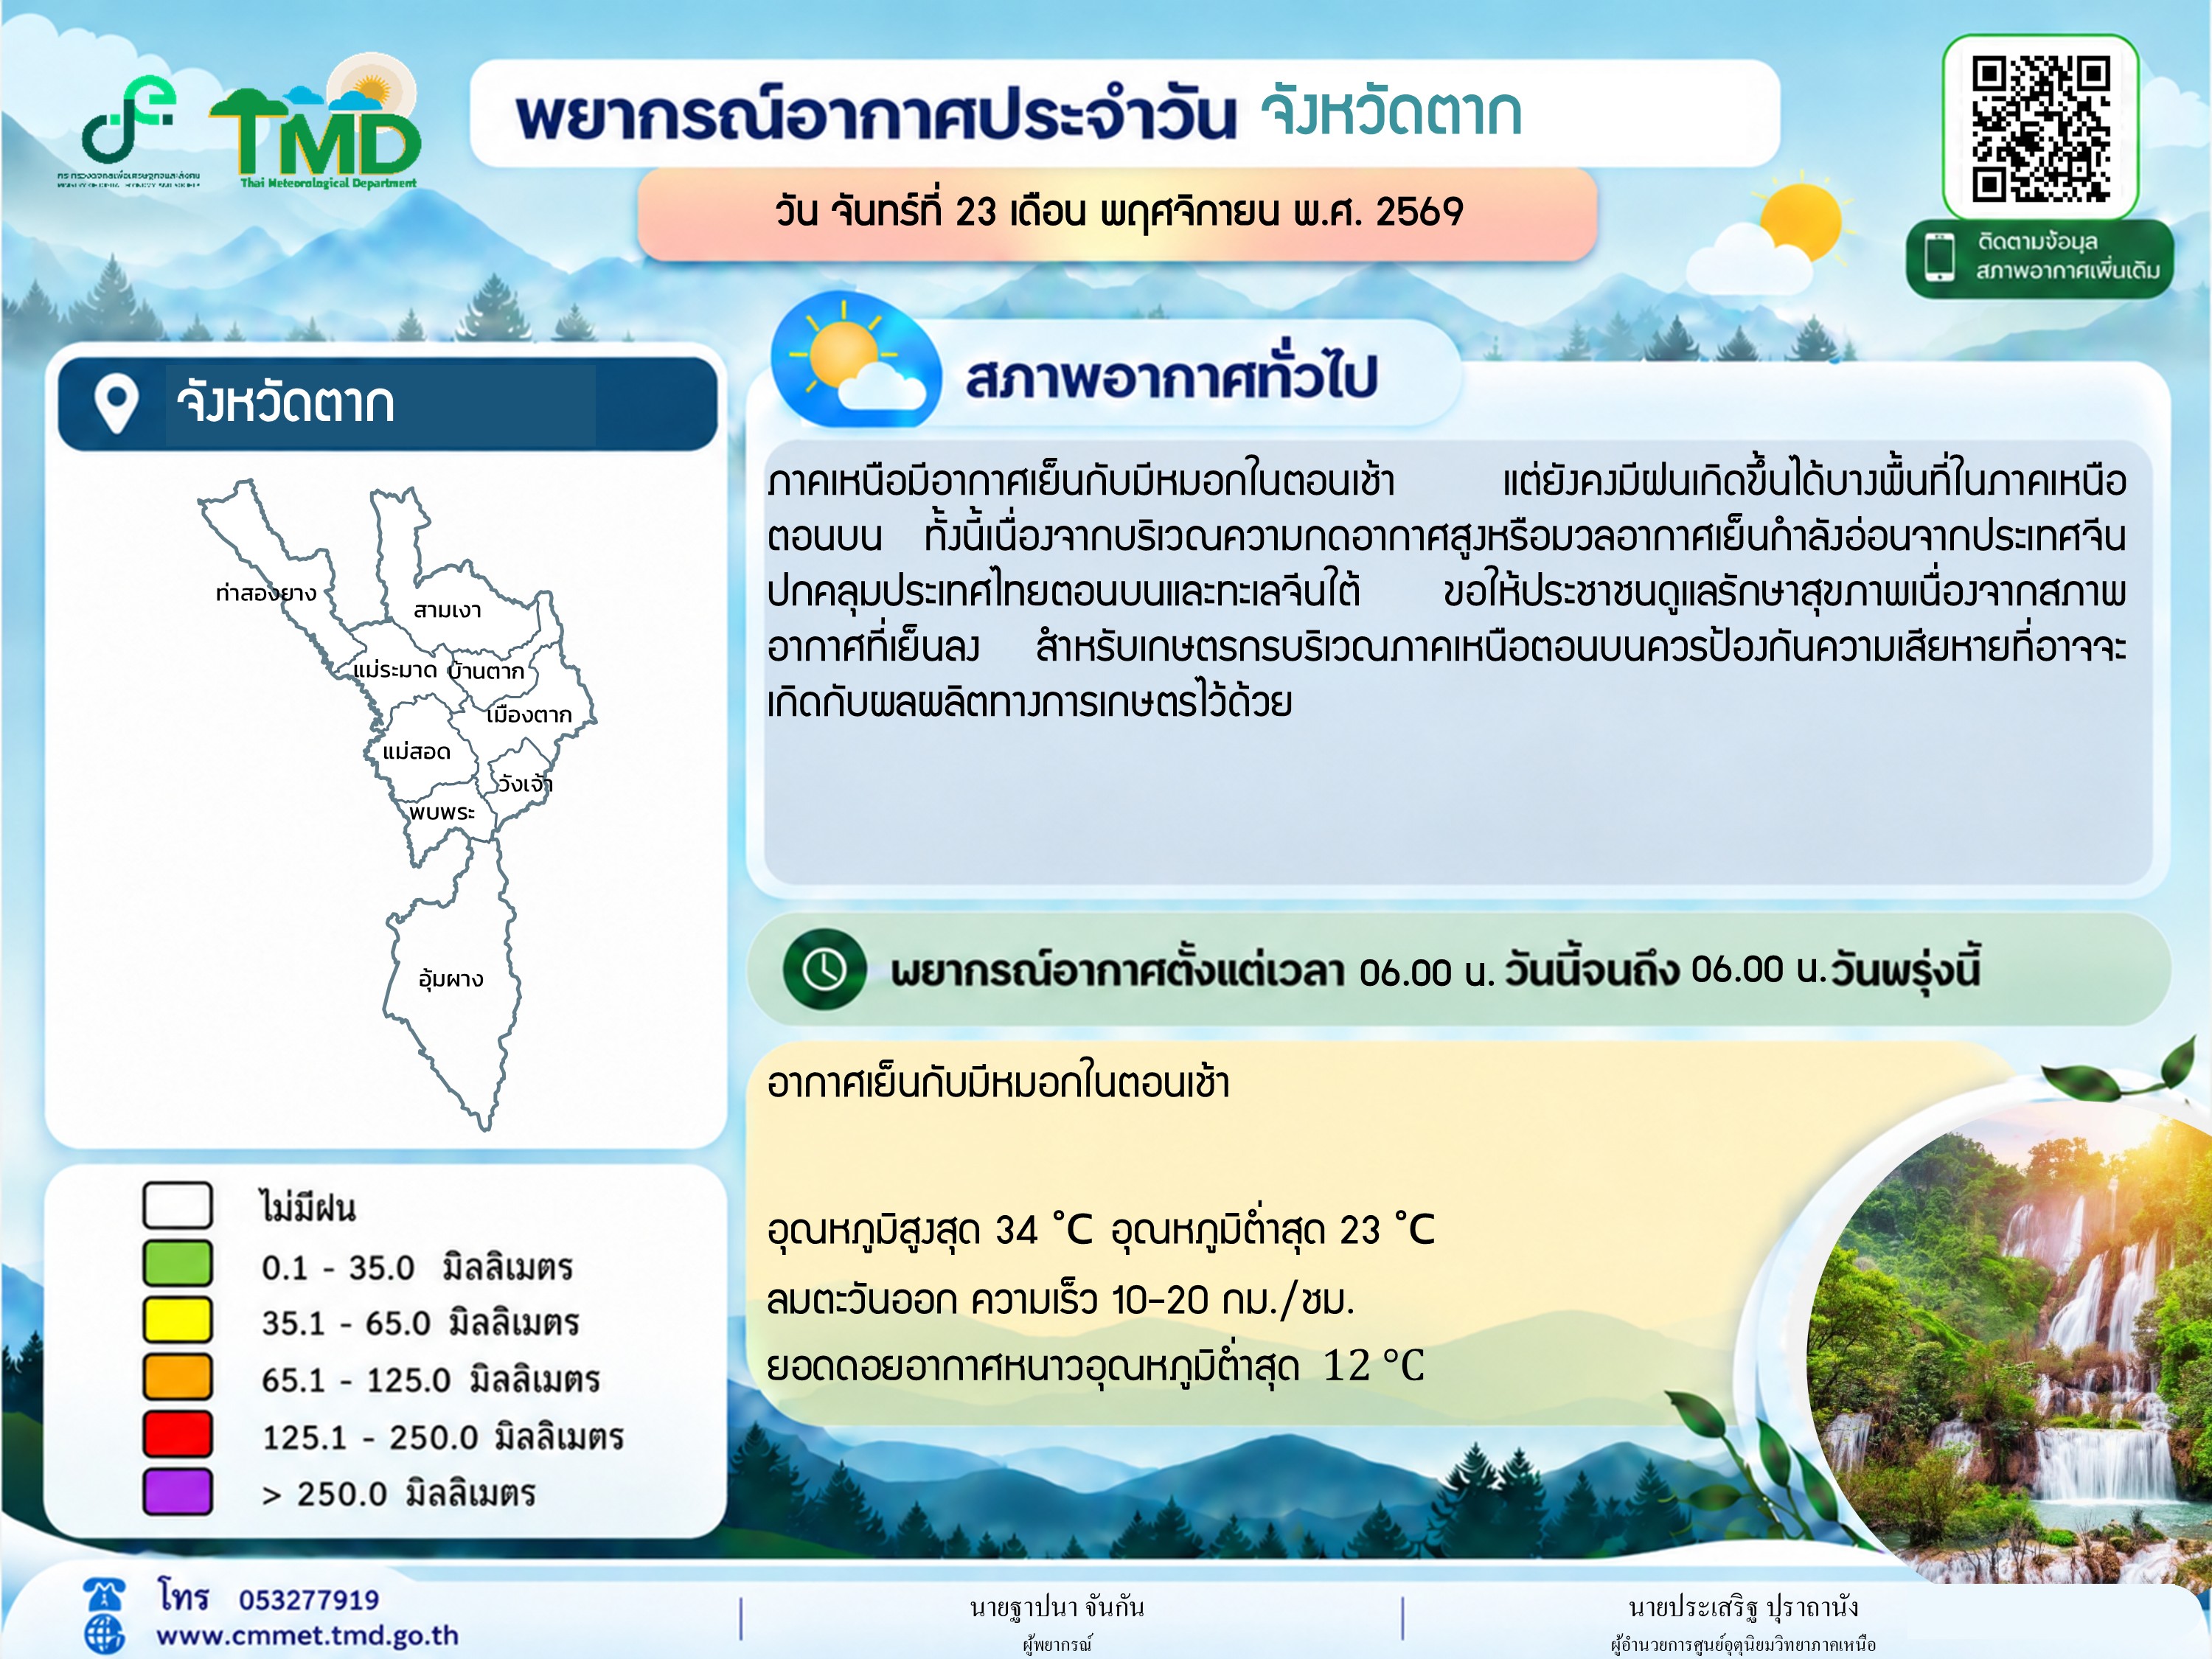 พยากรณ์อากาศประจำวัน จังหวัดตาก
TMD
Thai Meteorological Department
วัน จันทร์ที่ 23 เดือน พฤศจิกายน พ.ศ. 2569
ติดตามข้อมูล
สภาพอากาศเพิ่มเติม
จังหวัดตาก
ท่าสองยาง
สามเงา
แม่ระมาด
บ้านตาก
เมืองตาก
แม่สอด
วังเจ้า
พบพระ
อุ้มผาง
ไม่มีฝน
0.1 - 35.0 มิลลิเมตร
35.1 - 65.0 มิลลิเมตร
65.1 - 125.0 มิลลิเมตร
125.1 - 250.0 มิลลิเมตร
> 250.0 มิลลิเมตร
สภาพอากาศทั่วไป
ภาคเหนือมีอากาศเย็นกับมีหมอกในตอนเช้า แต่ยังคงมีฝนเกิดขึ้นได้บางพื้นที่ในภาคเหนือ
ตอนบน ทั้งนี้เนื่องจากบริเวณความกดอากาศสูงหรือมวลอากาศเย็นกำลังอ่อนจากประเทศจีน
ปกคลุมประเทศไทยตอนบนและทะเลจีนใต้ ขอให้ประชาชนดูแลรักษาสุขภาพเนื่องจากสภาพ
อากาศที่เย็นลง สำหรับเกษตรกรบริเวณภาคเหนือตอนบนควรป้องกันความเสียหายที่อาจจะ
เกิดกับผลผลิตทางการเกษตรไว้ด้วย
พยากรณ์อากาศตั้งแต่เวลา 06.00 น. วันนี้จนถึง 06.00 น. วันพรุ่งนี้
อากาศเย็นกับมีหมอกในตอนเช้า
อุณหภูมิสูงสุด 34 °C อุณหภูมิต่ำสุด 23 °C
ลมตะวันออก ความเร็ว 10-20 กม./ชม.
ยอดดอยอากาศหนาวอุณหภูมิต่ำสุด 12 °C
โทร 053277919
www.cmmet.tmd.go.th
นายฐาปนา จันกัน
ผู้พยากรณ์
นายประเสริฐ ปุราถานัง
ผู้อำนวยการศูนย์อุตุนิยมวิทยาภาคเหนือ